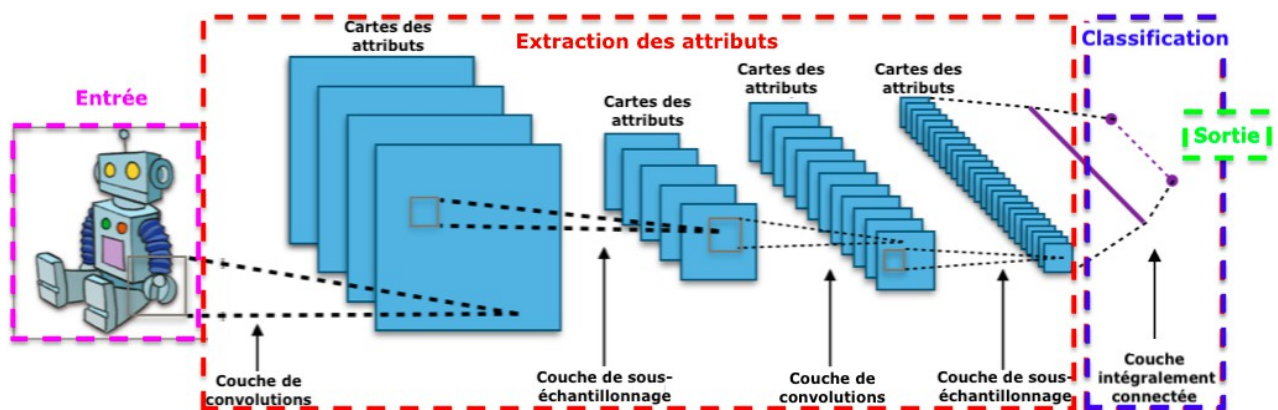 Entrée
Extraction des attributs
Classification
Sortie
Cartes des
attributs
Cartes des
attributs
Cartes des
attributs
Cartes des
attributs
Couche de
convolutions
Couche de sous-
échantillonnage
Couche de
convolutions
Couche de sous-
échantillonnage
Couche
intégralement
connectée